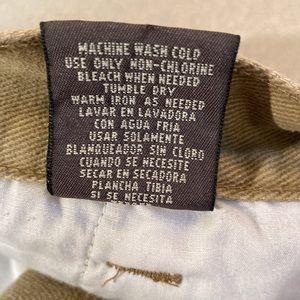 MACHINE WASH COLD
USE ONLY NON-CHLORINE
BLEACH WHEN NEEDED
TUMBLE DRY
WARM IRON AS NEEDED
LAVAR EN LAVADORA
CON AGUA FRIA
USAR SOLAMENTE
BLANQUEADOR SIN CLORO
CUANDO SE NECESITE
SECAR EN SECADORA
PLANCHA TIBIA
SI SE NECESITA